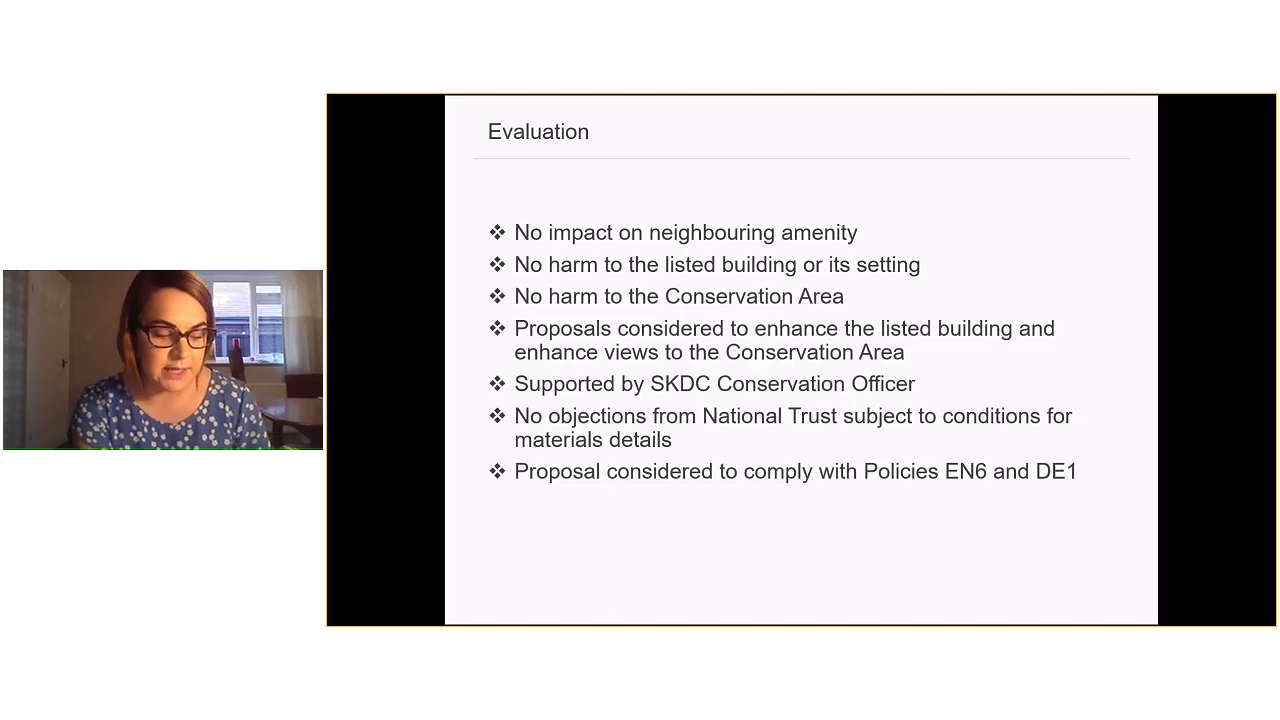 Evaluation
❖ No impact on neighbouring amenity
❖ No harm to the listed building or its setting
❖ No harm to the Conservation Area
❖ Proposals considered to enhance the listed building and
enhance views to the Conservation Area
❖ Supported by SKDC Conservation Officer
❖ No objections from National Trust subject to conditions for
materials details
❖ Proposal considered to comply with Policies EN6 and DE1